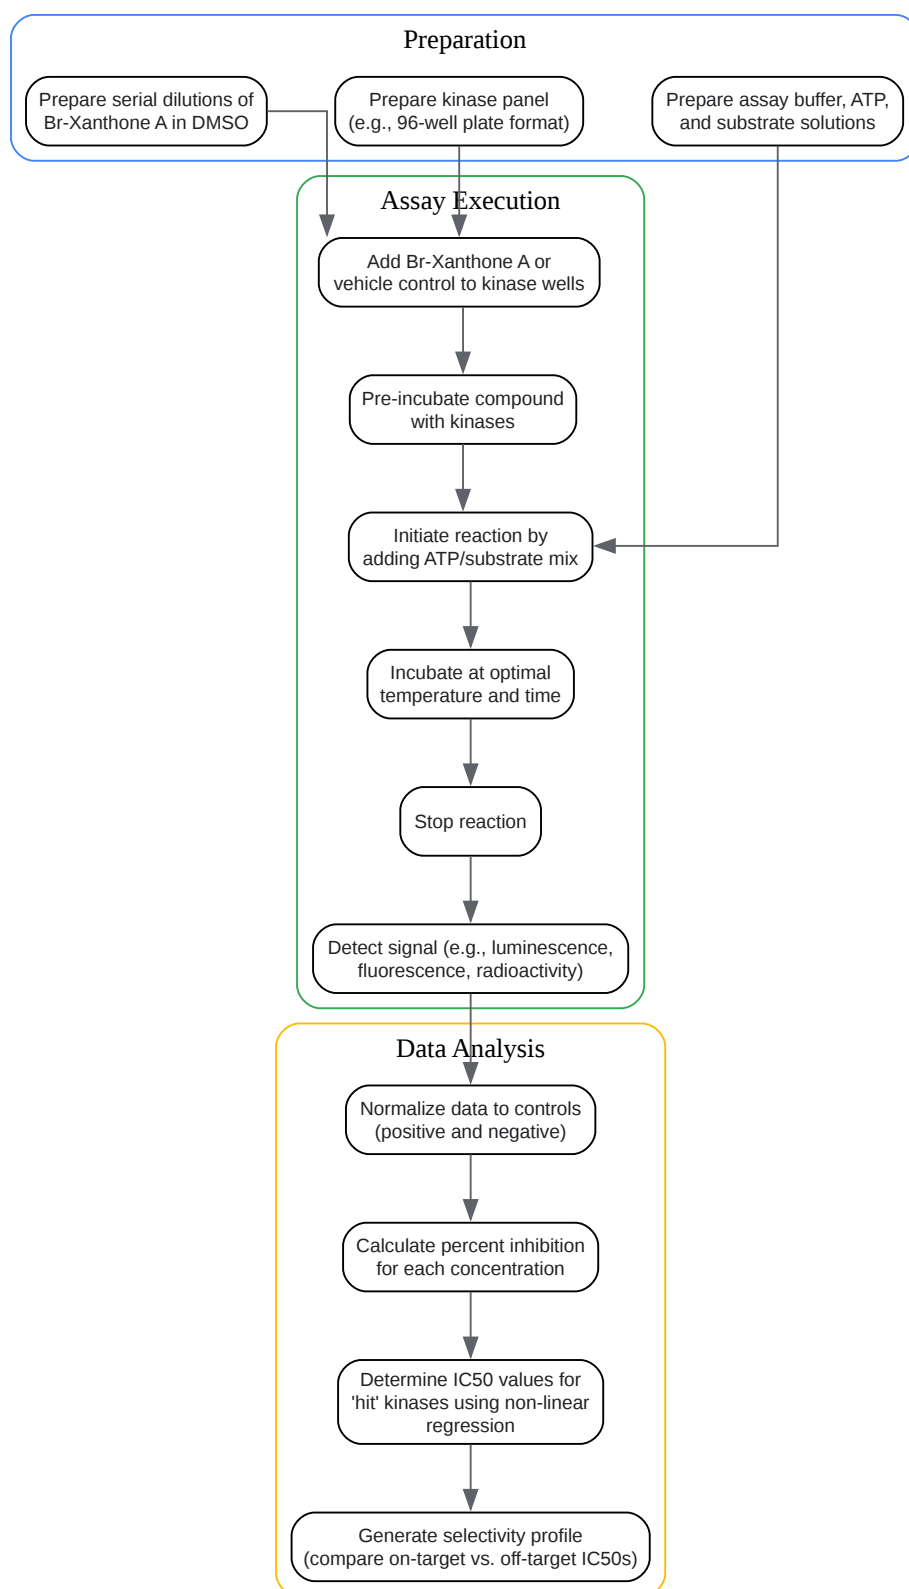 Preparation
Prepare serial dilutions of
Br-Xanthone A in DMSO
Prepare kinase panel
(e.g., 96-well plate format)
Prepare assay buffer, ATP,
and substrate solutions
Assay Execution
Add Br-Xanthone A or
vehicle control to kinase wells
Pre-incubate compound
with kinases
Initiate reaction by
adding ATP/substrate mix
Incubate at optimal
temperature and time
Stop reaction
Detect signal (e.g., luminescence,
fluorescence, radioactivity)
Data Analysis
Normalize data to controls
(positive and negative)
Calculate percent inhibition
for each concentration
Determine IC50 values for
'hit' kinases using non-linear
regression
Generate selectivity profile
(compare on-target vs. off-target IC50s)